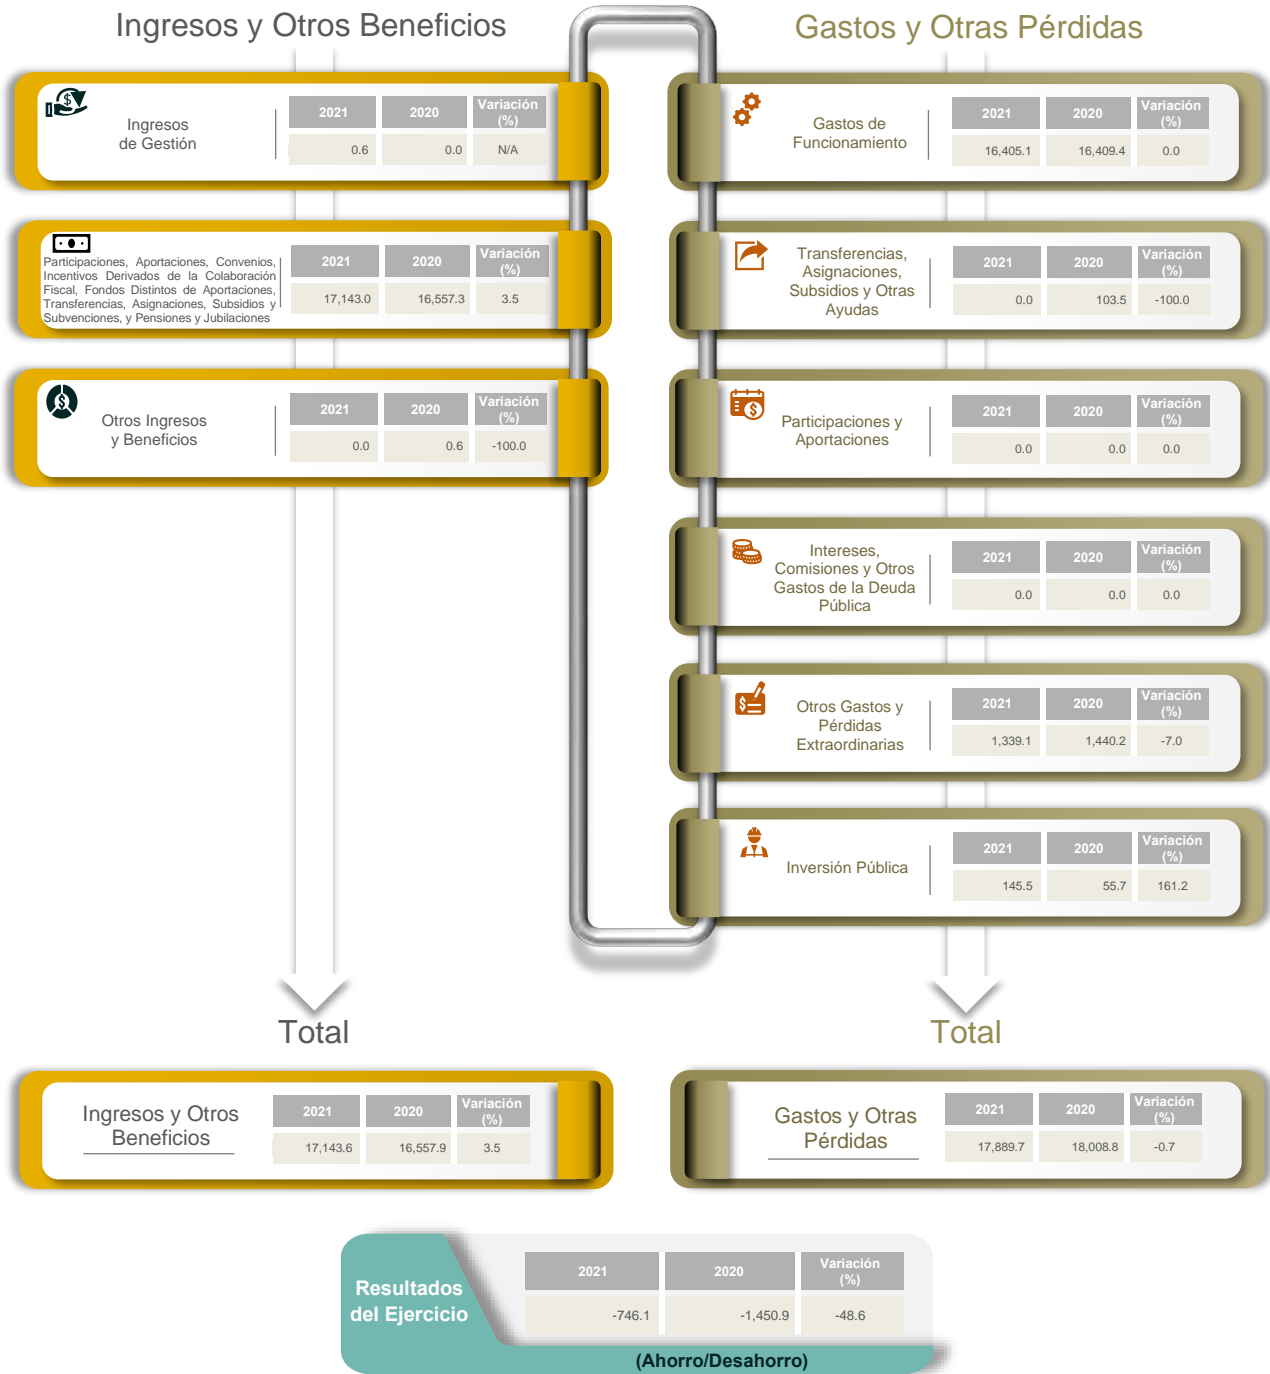 Ingresos y Otros Beneficios
Ingresos
de Gestión
2021 2020 Variación
(%)
0.6 0.0 N/A
Participaciones, Aportaciones, Convenios,
Incentivos Derivados de la Colaboración
Fiscal, Fondos Distintos de Aportaciones,
Transferencias, Asignaciones, Subsidios y
Subvenciones, y Pensiones y Jubilaciones
2021 2020 Variación
(%)
17,143.0 16,557.3 3.5
Otros Ingresos
y Beneficios
2021 2020 Variación
(%)
0.0 0.6 -100.0
Total
Ingresos y Otros
Beneficios
2021 2020 Variación
(%)
17,143.6 16,557.9 3.5
Gastos y Otras Pérdidas
Gastos de
Funcionamiento
2021 2020 Variación
(%)
16,405.1 16,409.4 0.0
Transferencias,
Asignaciones,
Subsidios y Otras
Ayudas
2021 2020 Variación
(%)
0.0 103.5 -100.0
Participaciones y
Aportaciones
2021 2020 Variación
(%)
0.0 0.0 0.0
Intereses,
Comisiones y Otros
Gastos de la Deuda
Pública
2021 2020 Variación
(%)
0.0 0.0 0.0
Otros Gastos y
Pérdidas
Extraordinarias
2021 2020 Variación
(%)
1,339.1 1,440.2 -7.0
Inversión Pública
2021 2020 Variación
(%)
145.5 55.7 161.2
Total
Gastos y Otras
Pérdidas
2021 2020 Variación
(%)
17,889.7 18,008.8 -0.7
Resultados
del Ejercicio
2021 2020 Variación
(%)
-746.1 -1,450.9 -48.6
(Ahorro/Desahorro)